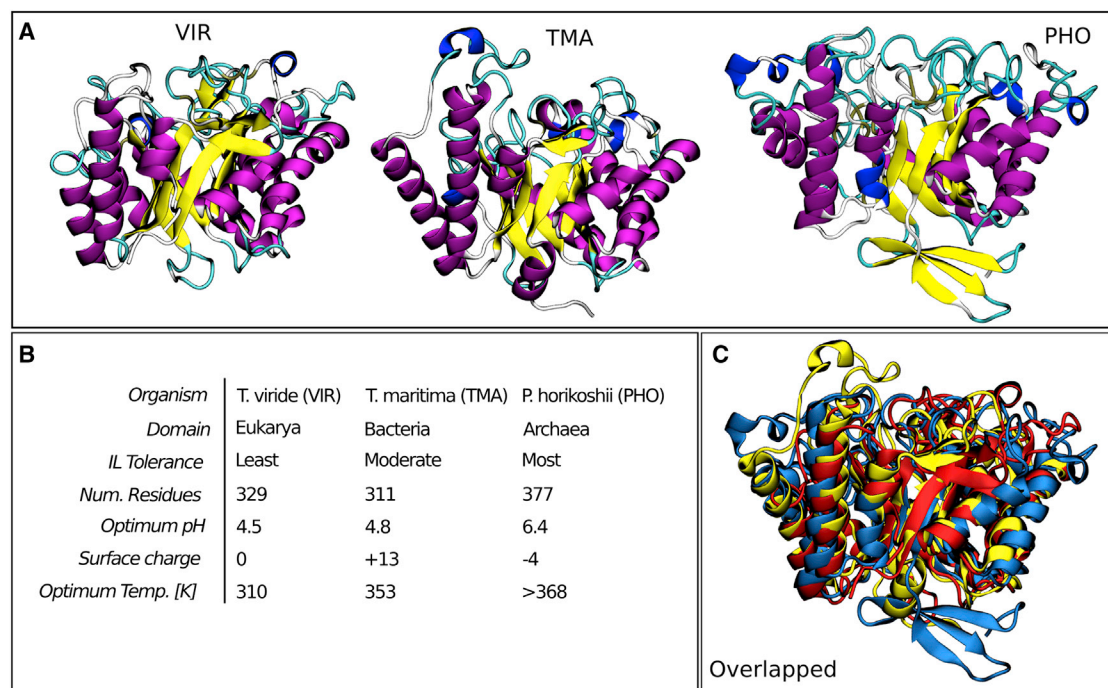 A
VIR
TMA
PHO
B
Organism T. viride (VIR) T. maritima (TMA) P. horikoshii (PHO)
Domain Eukarya Bacteria Archaea
IL Tolerance Least Moderate Most
Num. Residues 329 311 377
Optimum pH 4.5 4.8 6.4
Surface charge 0 +13 -4
Optimum Temp. [K] 310 353 >368
C
Overlapped